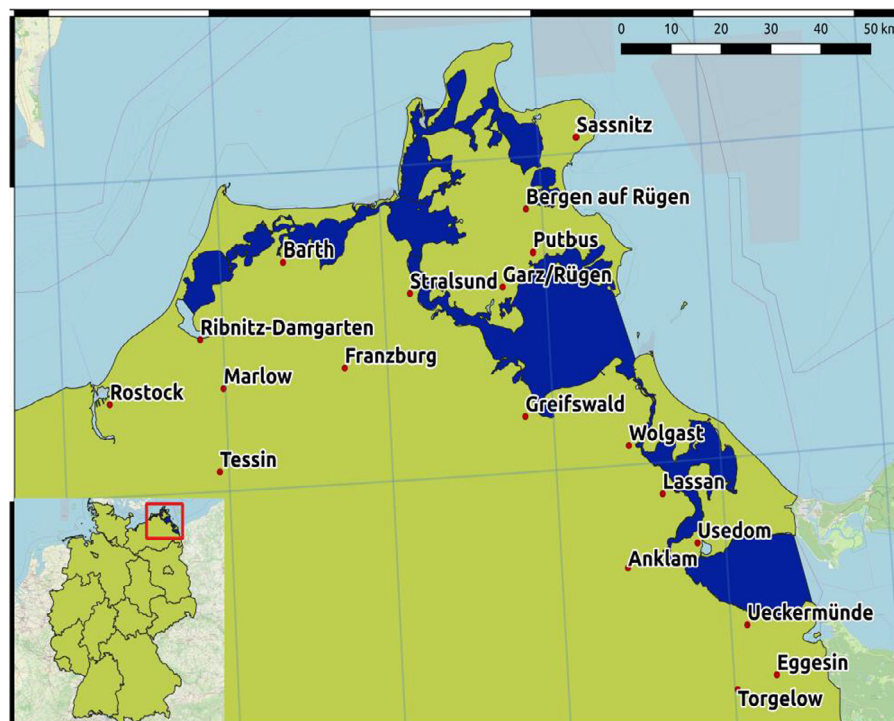 0 10 20 30 40 50 km
Sassnitz
Bergen auf Rügen
Putbus
Barth
Stralsund
Garz/Rügen
Ribnitz-Damgarten
Franzburg
Marlow
Rostock
Greifswald
Wolgast
Tessin
Lassan
Usedom
Anklam
Ueckermünde
Eggesin
Torgelow